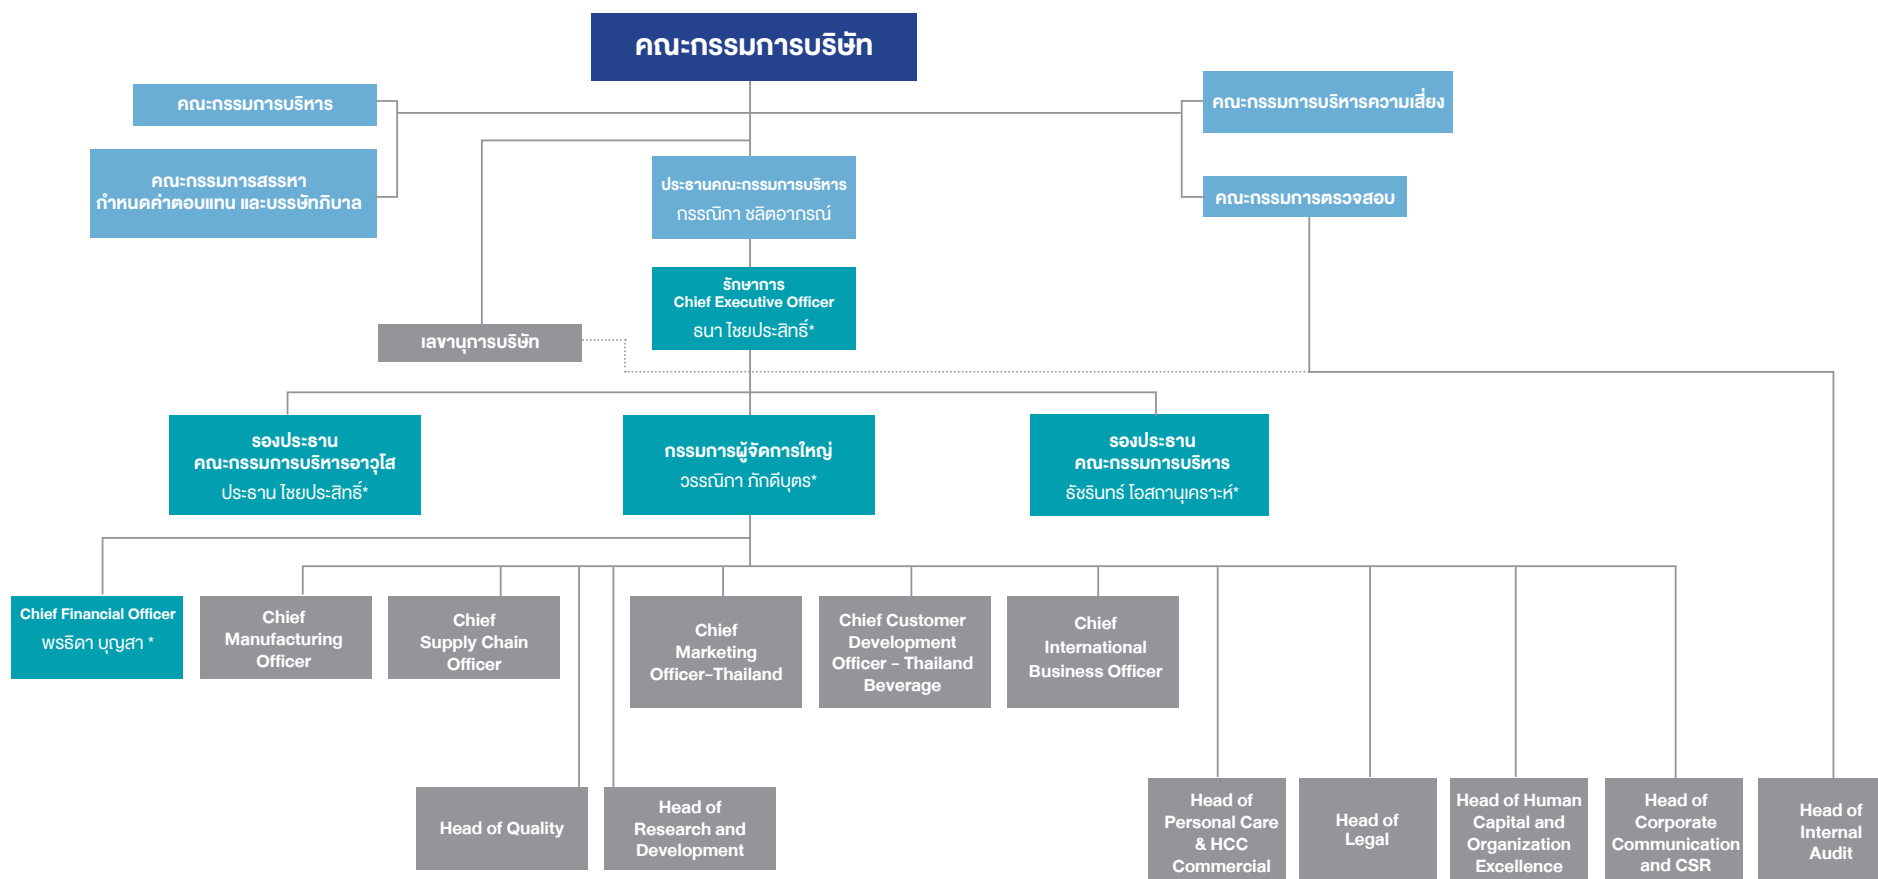 คณะกรรมการบริษัท
คณะกรรมการบริหาร
คณะกรรมการสรรหา
กำหนดค่าตอบแทน และบรรษัทภิบาล
คณะกรรมการบริหารความเสี่ยง
คณะกรรมการตรวจสอบ
ประธานคณะกรรมการบริหาร
กรรณิกา ชลิตอาภรณ์
รักษาการ
Chief Executive Officer
ธนา ไชยประสิทธิ์*
เลขานุการบริษัท
รองประธาน
คณะกรรมการบริหารอาวุโส
ประธาน ไชยประสิทธิ์*
กรรมการผู้จัดการใหญ่
วรรณิภา ภักดีบุตร*
รองประธาน
คณะกรรมการบริหาร
ธัชรินทร์ โอสถานุเคราะห์*
Chief Financial Officer
พรธิดา บุญสา *
Chief
Manufacturing
Officer
Chief
Supply Chain
Officer
Chief
Marketing
Officer-Thailand
Chief Customer
Development
Officer - Thailand
Beverage
Chief
International
Business Officer
Head of Quality
Head of
Research and
Development
Head of
Personal Care
& HCC
Commercial
Head of
Legal
Head of Human
Capital and
Organization
Excellence
Head of
Corporate
Communication
and CSR
Head of
Internal
Audit